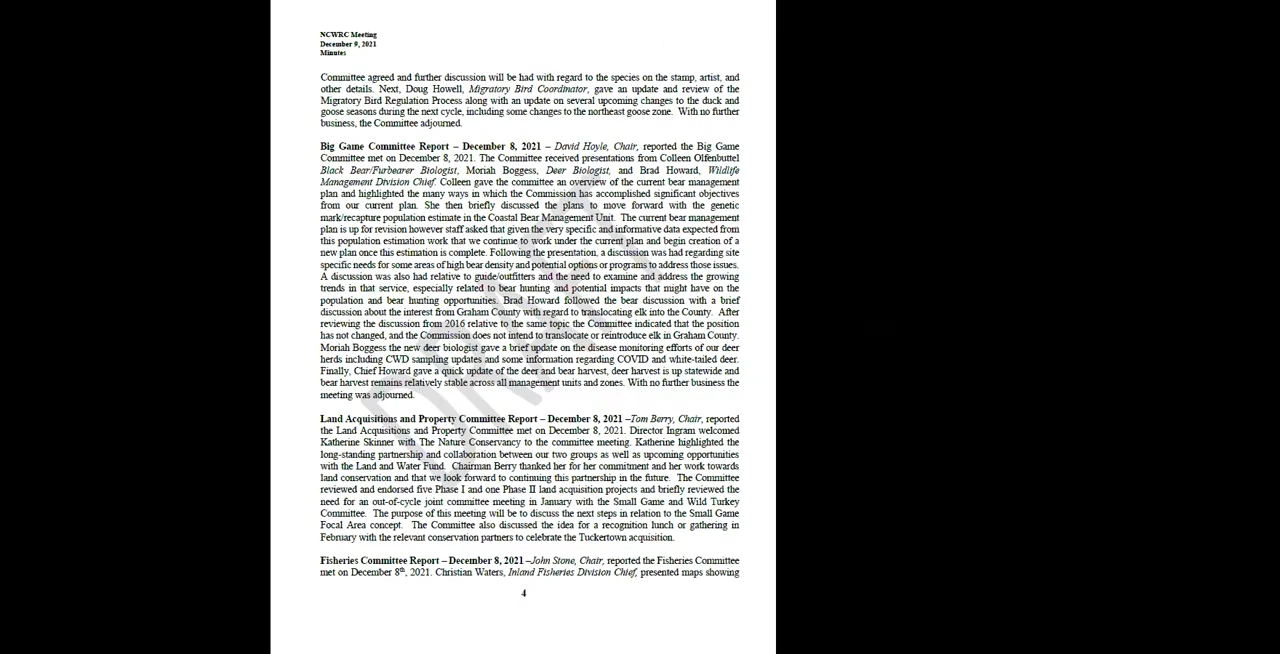 NCWRC Meeting
December 9, 2021
Minutes
Committee agreed and further discussion will be had with regard to the species on the stamp, artist, and
other details. Next, Doug Howell, Migratory Bird Coordinator, gave an update and review of the
Migratory Bird Regulation Process along with an update on several upcoming changes to the duck and
goose seasons during the next cycle, including some changes to the northeast goose zone. With no further
business, the Committee adjourned.
Big Game Committee Report – December 8, 2021 – David Hoyle, Chair, reported the Big Game
Committee met on December 8, 2021. The Committee received presentations from Colleen Olfenbuttel
Black Bear/Furbearer Biologist, Moriah Boggess, Deer Biologist, and Brad Howard, Wildlife
Management Division Chief. Colleen gave the committee an overview of the current bear management
plan and highlighted the many ways in which the Commission has accomplished significant objectives
from our current plan. She then briefly discussed the plans to move forward with the genetic
mark/recapture population estimate in the Coastal Bear Management Unit. The current bear management
plan is up for revision however staff asked that given the very specific and informative data expected from
this population estimation work that we continue to work under the current plan and begin creation of a
new plan once this estimation is complete. Following the presentation, a discussion was had regarding site
specific needs for some areas of high bear density and potential options or programs to address those issues.
A discussion was also had relative to guide/outfitters and the need to examine and address the growing
trends in that service, especially related to bear hunting and potential impacts that might have on the
population and bear hunting opportunities. Brad Howard followed the bear discussion with a brief
discussion about the interest from Graham County with regard to translocating elk into the County. After
reviewing the discussion from 2016 relative to the same topic the Committee indicated that the position
has not changed, and the Commission does not intend to translocate or reintroduce elk in Graham County.
Moriah Boggess the new deer biologist gave a brief update on the disease monitoring efforts of our deer
herds including CWD sampling updates and some information regarding COVID and white-tailed deer.
Finally, Chief Howard gave a quick update of the deer and bear harvest, deer harvest is up statewide and
bear harvest remains relatively stable across all management units and zones. With no further business the
meeting was adjourned.
Land Acquisitions and Property Committee Report – December 8, 2021 –Tom Berry, Chair, reported
the Land Acquisitions and Property Committee met on December 8, 2021. Director Ingram welcomed
Katherine Skinner with The Nature Conservancy to the committee meeting. Katherine highlighted the
long-standing partnership and collaboration between our two groups as well as upcoming opportunities
with the Land and Water Fund. Chairman Berry thanked her for her commitment and her work towards
land conservation and that we look forward to continuing this partnership in the future. The Committee
reviewed and endorsed five Phase I and one Phase II land acquisition projects and briefly reviewed the
need for an out-of-cycle joint committee meeting in January with the Small Game and Wild Turkey
Committee. The purpose of this meeting will be to discuss the next steps in relation to the Small Game
Focal Area concept. The Committee also discussed the idea for a recognition lunch or gathering in
February with the relevant conservation partners to celebrate the Tuckertown acquisition.
Fisheries Committee Report – December 8, 2021 –John Stone, Chair, reported the Fisheries Committee
met on December 8th, 2021. Christian Waters, Inland Fisheries Division Chief, presented maps showing
4
DRAFT